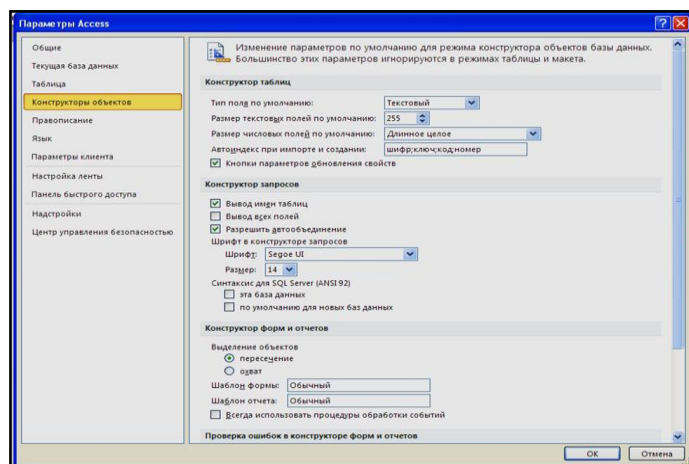 Параметры Access
Общие
Текущая база данных
Таблица
Конструкторы объектов
Правописание
Язык
Параметры клиента
Настройка ленты
Панель быстрого доступа
Надстройки
Центр управления безопасностью
Изменение параметров по умолчанию для режима конструктора объектов базы данных.
Большинство этих параметров игнорируются в режимах таблицы и макета.
Конструктор таблиц
Тип поля по умолчанию: Текстовый
Размер текстовых полей по умолчанию: 255
Размер числовых полей по умолчанию: Длинное целое
Автоиндекс при импорте и создании: шифр;ключ;код;номер
Кнопки параметров обновления свойств
Конструктор запросов
Вывод имен таблиц
Вывод всех полей
Разрешить автообъединение
Шрифт в конструкторе запросов
Шрифт: Segoe UI
Размер: 14
Синтаксис для SQL Server (ANSI 92)
эта база данных
по умолчанию для новых баз данных
Конструктор форм и отчетов
Выделение объектов
пересечение
охват
Шаблон формы: Обычный
Шаблон отчета: Обычный
Всегда использовать процедуры обработки событий
Проверка ошибок в конструкторе форм и отчетов
ОК Отмена